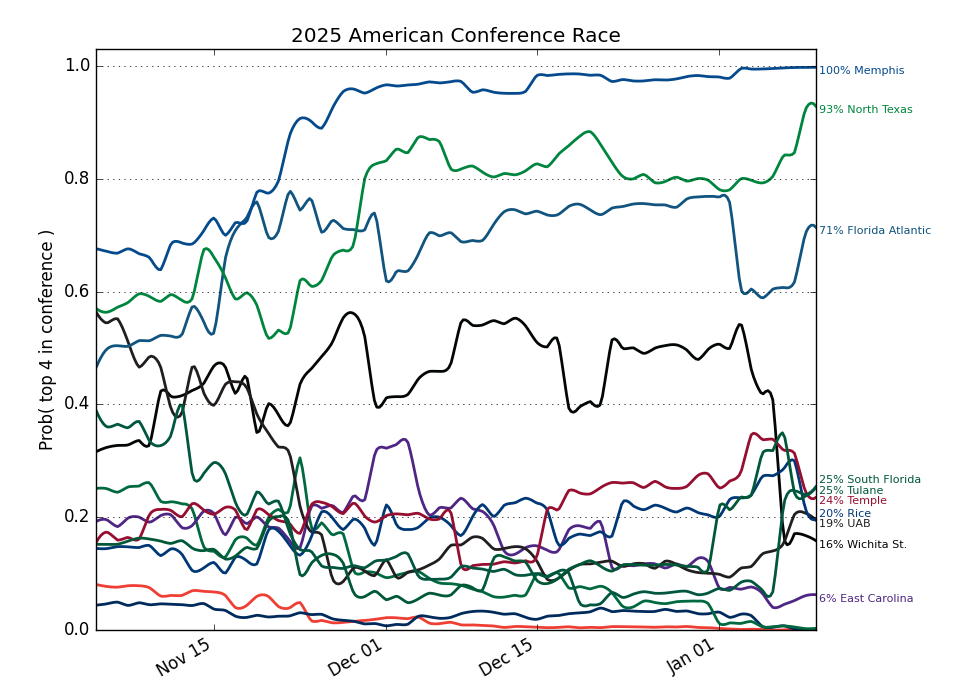 2025 American Conference Race
Prob( top 4 in conference )
1.0
0.8
0.6
0.4
0.2
0.0
Nov 15
Dec 01
Dec 15
Jan 01
100% Memphis
93% North Texas
71% Florida Atlantic
25% South Florida
25% Tulane
24% Temple
20% Rice
19% UAB
16% Wichita St.
6% East Carolina